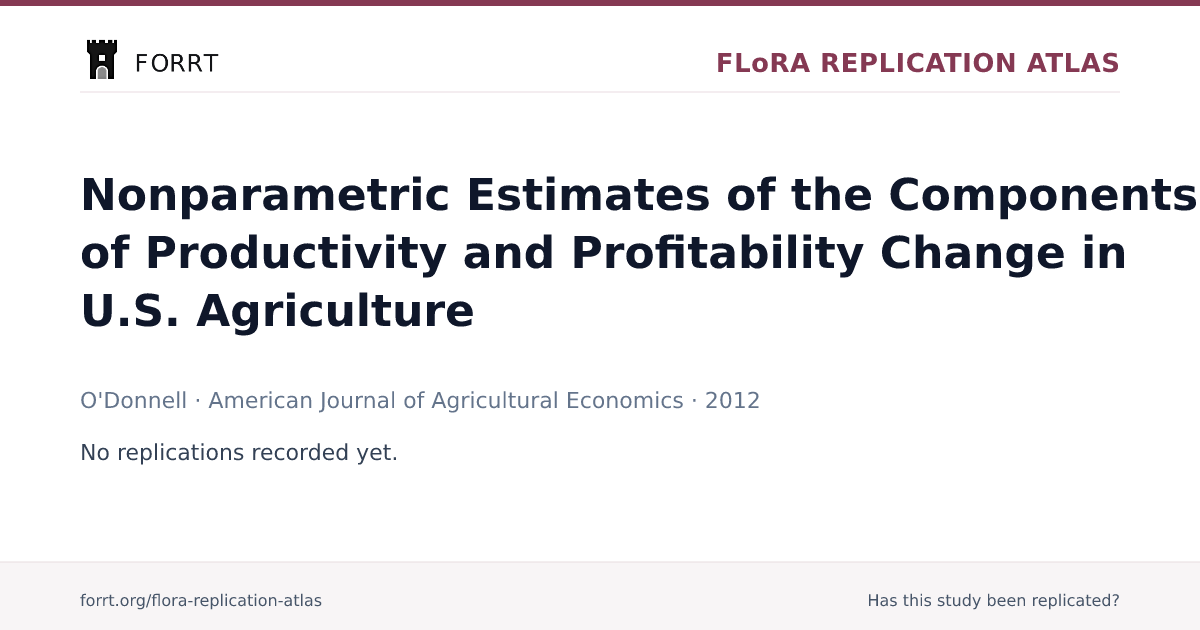 FORRT
FLoRA REPLICATION ATLAS
Nonparametric Estimates of the Components
of Productivity and Profitability Change in
U.S. Agriculture
O'Donnell · American Journal of Agricultural Economics · 2012
No replications recorded yet.
forrt.org/flora-replication-atlas
Has this study been replicated?